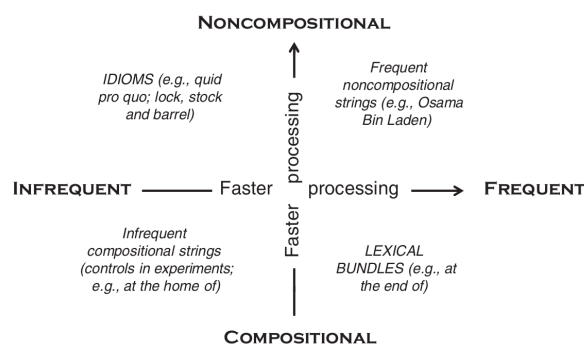 NONCOMPOSITIONAL
IDIOMS (e.g., quid
pro quo; lock, stock
and barrel)
Frequent
noncompositional
strings (e.g., Osama
Bin Laden)
Faster processing
INFREQUENT
Faster processing
FREQUENT
Infrequent
compositional strings
(controls in experiments;
e.g., at the home of)
LEXICAL
BUNDLES (e.g., at
the end of)
COMPOSITIONAL